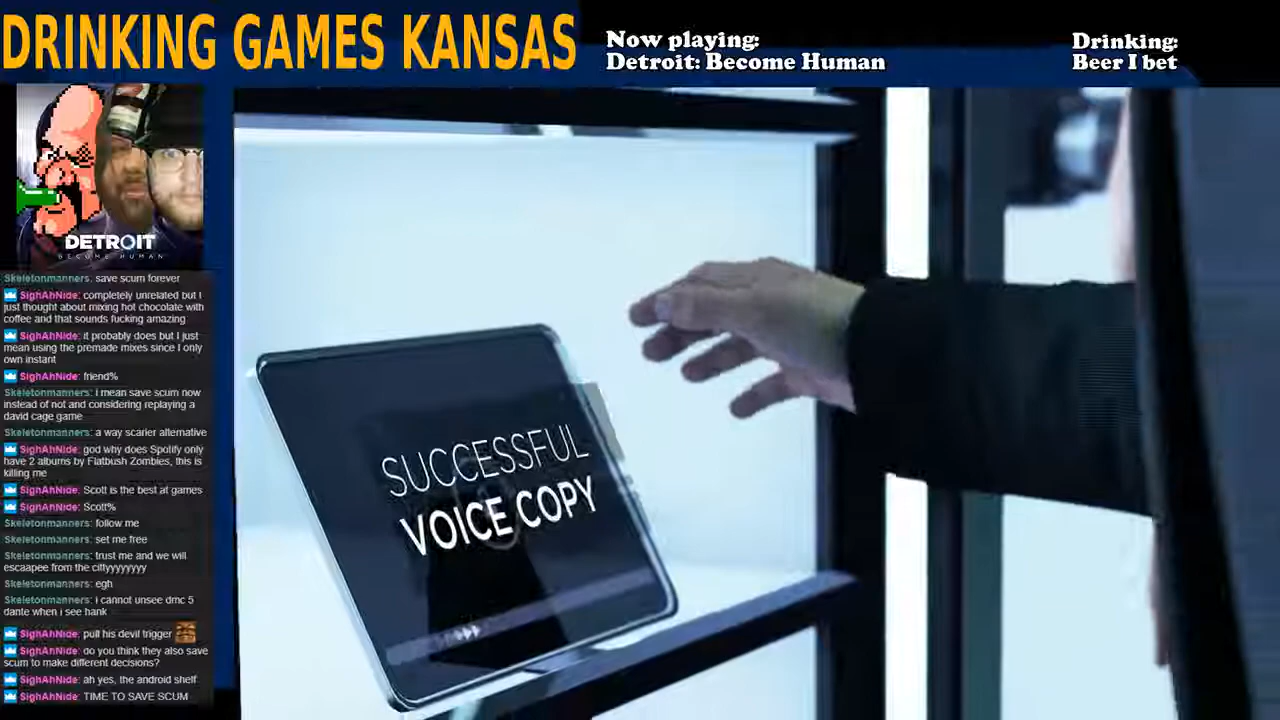 DRINKING GAMES KANSAS
Now playing:
Detroit: Become Human
Drinking:
Beer I bet
DETROIT
BECOME HUMAN
Skeletonmanners: save scum forever
SighAhNide: completely unrelated but I
just thought about mixing hot chocolate with
coffee and that sounds fucking amazing
SighAhNide: it probably does but I just
mean using the premade mixes since I only
own instant
SighAhNide: friend%
Skeletonmanners: i mean save scum now
instead of not and considering replaying a
david cage game
Skeletonmanners: a way scarier alternative
SighAhNide: god why does Spotify only
have 2 albums by Flatbush Zombies, this is
killing me
SighAhNide: Scott is the best at games
SighAhNide: Scott%
Skeletonmanners: follow me
Skeletonmanners: set me free
Skeletonmanners: trust me and we will
escaapee from the cittyyyyyyyy
Skeletonmanners: egh
Skeletonmanners: i cannot unsee dmc 5
dante when i see hank
SighAhNide: pull his devil trigger
SighAhNide: do you think they also save
scum to make different decisions?
SighAhNide: ah yes, the android shelf
SighAhNide: TIME TO SAVE SCUM
SUCCESSFUL
VOICE COPY